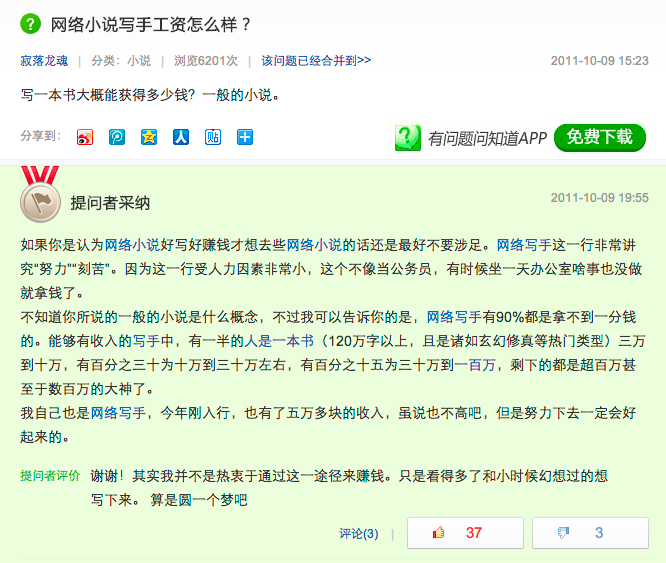 网络小说写手工资怎么样？
寂落龙魂 | 分类：小说 | 浏览6201次 | 该问题已经合并到>> 2011-10-09 15:23
写一本书大概能获得多少钱？一般的小说。
分享到： 人 贴 有问题问知道APP 免费下载
提问者采纳 2011-10-09 19:55
如果你是认为网络小说好写好赚钱才想去些网络小说的话还是最好不要涉足。网络写手这一行非常讲
究“努力”“刻苦”。因为这一行受人力因素非常小，这个不像当公务员，有时候坐一天办公室啥事也没做
就拿钱了。
不知道你所说的一般的小说是什么概念，不过我可以告诉你的是，网络写手有90%都是拿不到一分钱
的。能够有收入的写手中，有一半的人是一本书（120万字以上，且是诸如玄幻修真等热门类型）三万
到十万，有百分之三十为十万到三十万左右，有百分之十五为三十万到一百万，剩下的都是超百万甚
至于数百万的大神了。
我自己也是网络写手，今年刚入行，也有了五万多块的收入，虽说也不高吧，但是努力下去一定会好
起来的。
提问者评价 谢谢！其实我并不是热衷于通过这一途径来赚钱。只是看得多了和小时候幻想过的想
写下来。 算是圆一个梦吧
评论(3) | 37 3